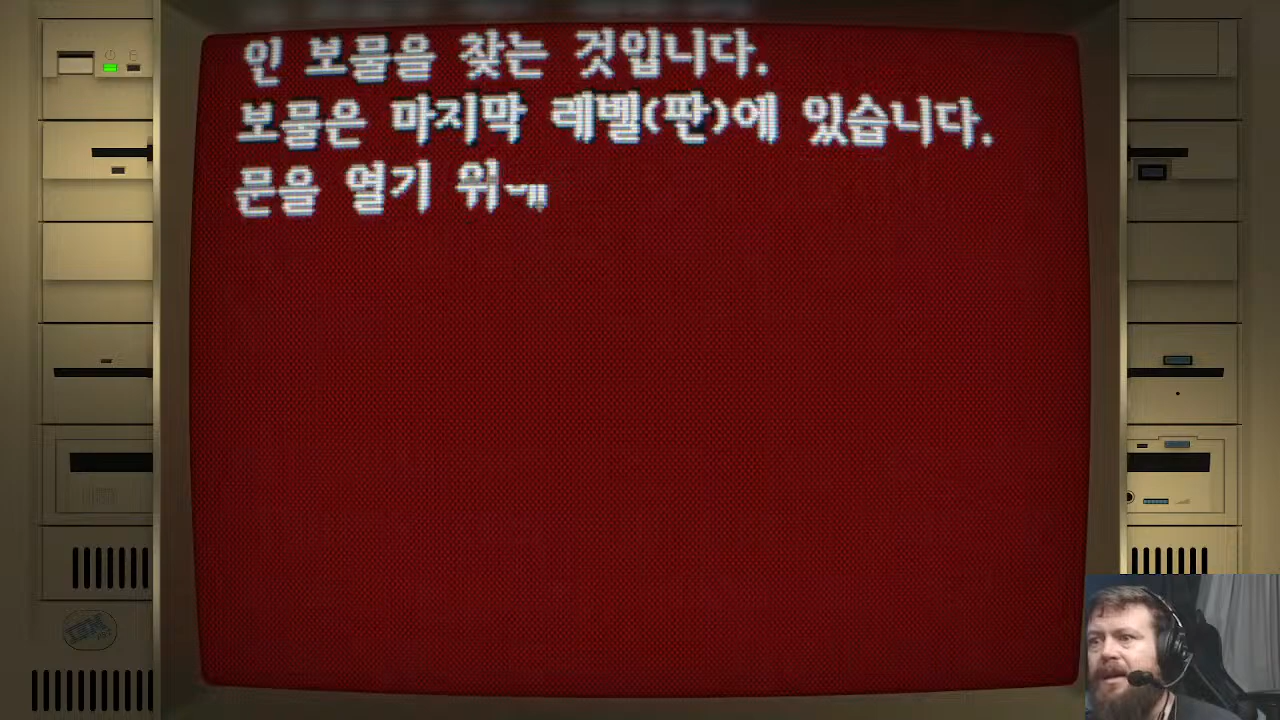 인 보물을 찾는 것입니다.
보물은 마지막 레벨(판)에 있습니다.
문을 열기 위
IBM